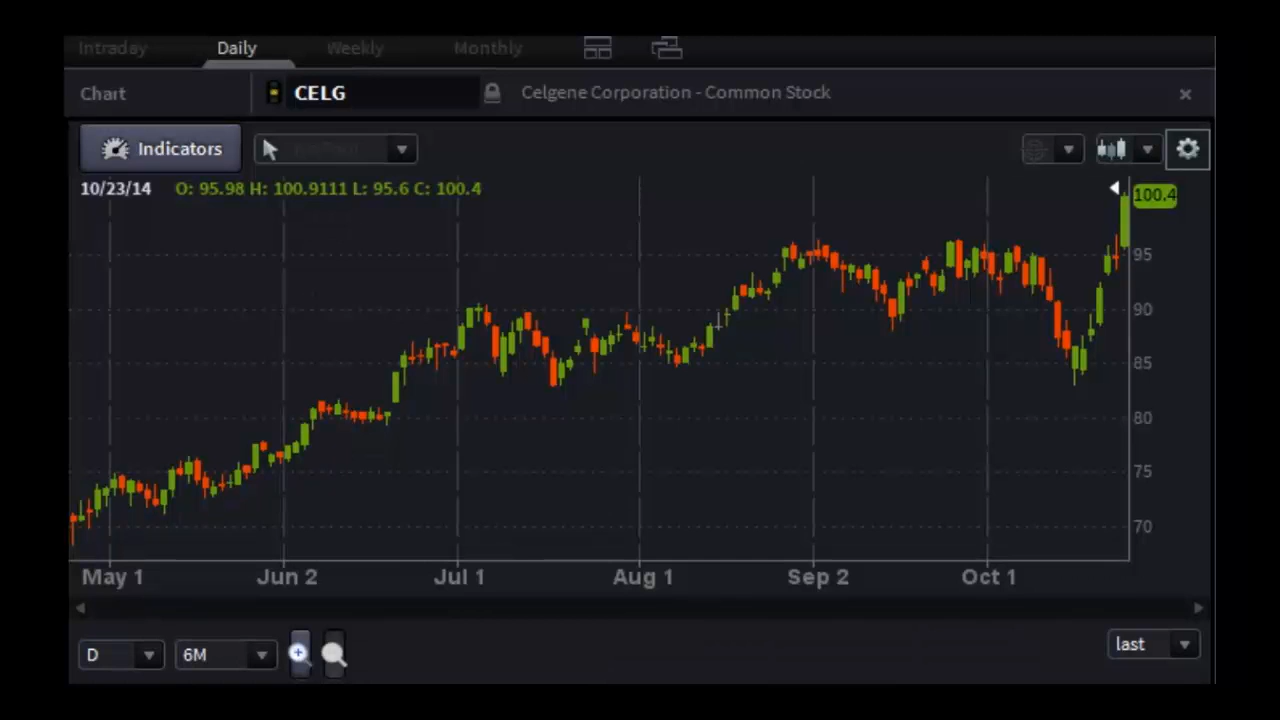 Intraday Daily Weekly Monthly
Chart CELG Celgene Corporation - Common Stock ×
Indicators
10/23/14 O: 95.98 H: 100.9111 L: 95.6 C: 100.4
100.4
95
90
85
80
75
70
May 1 Jun 2 Jul 1 Aug 1 Sep 2 Oct 1
D 6M last